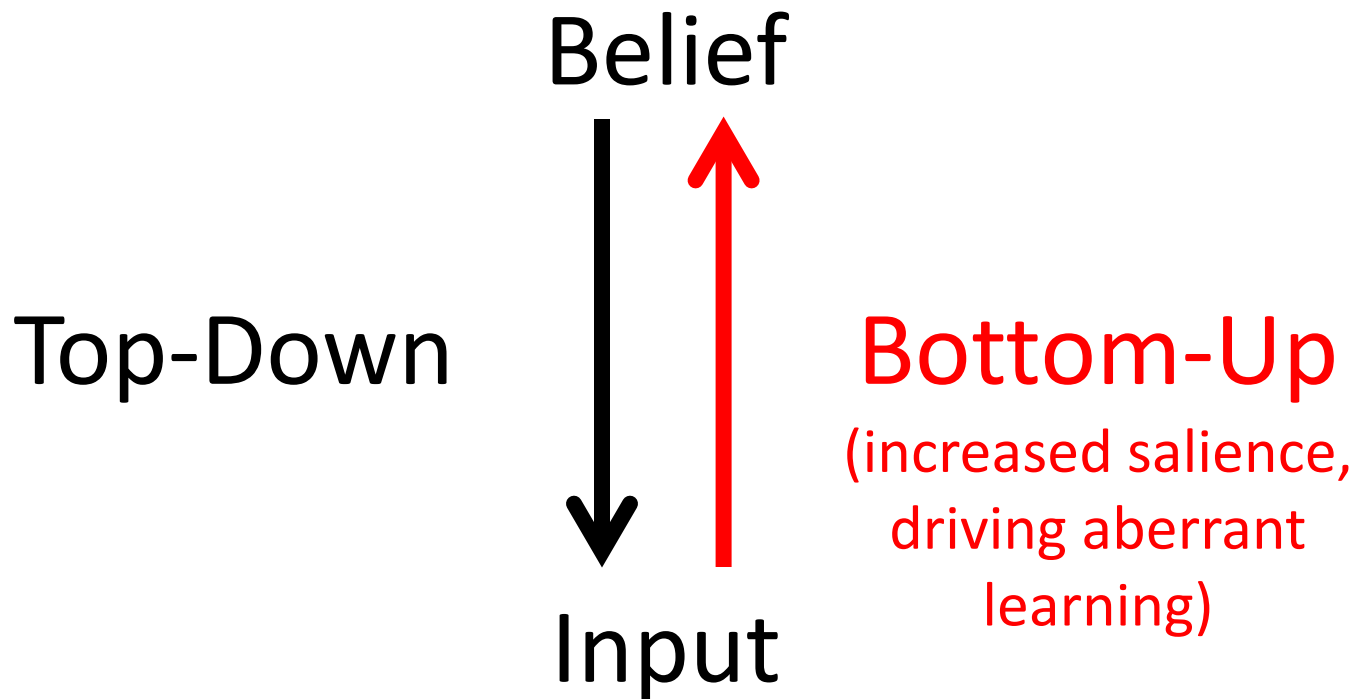 Belief
Top-Down
Bottom-Up
(increased salience,
driving aberrant
learning)
Input